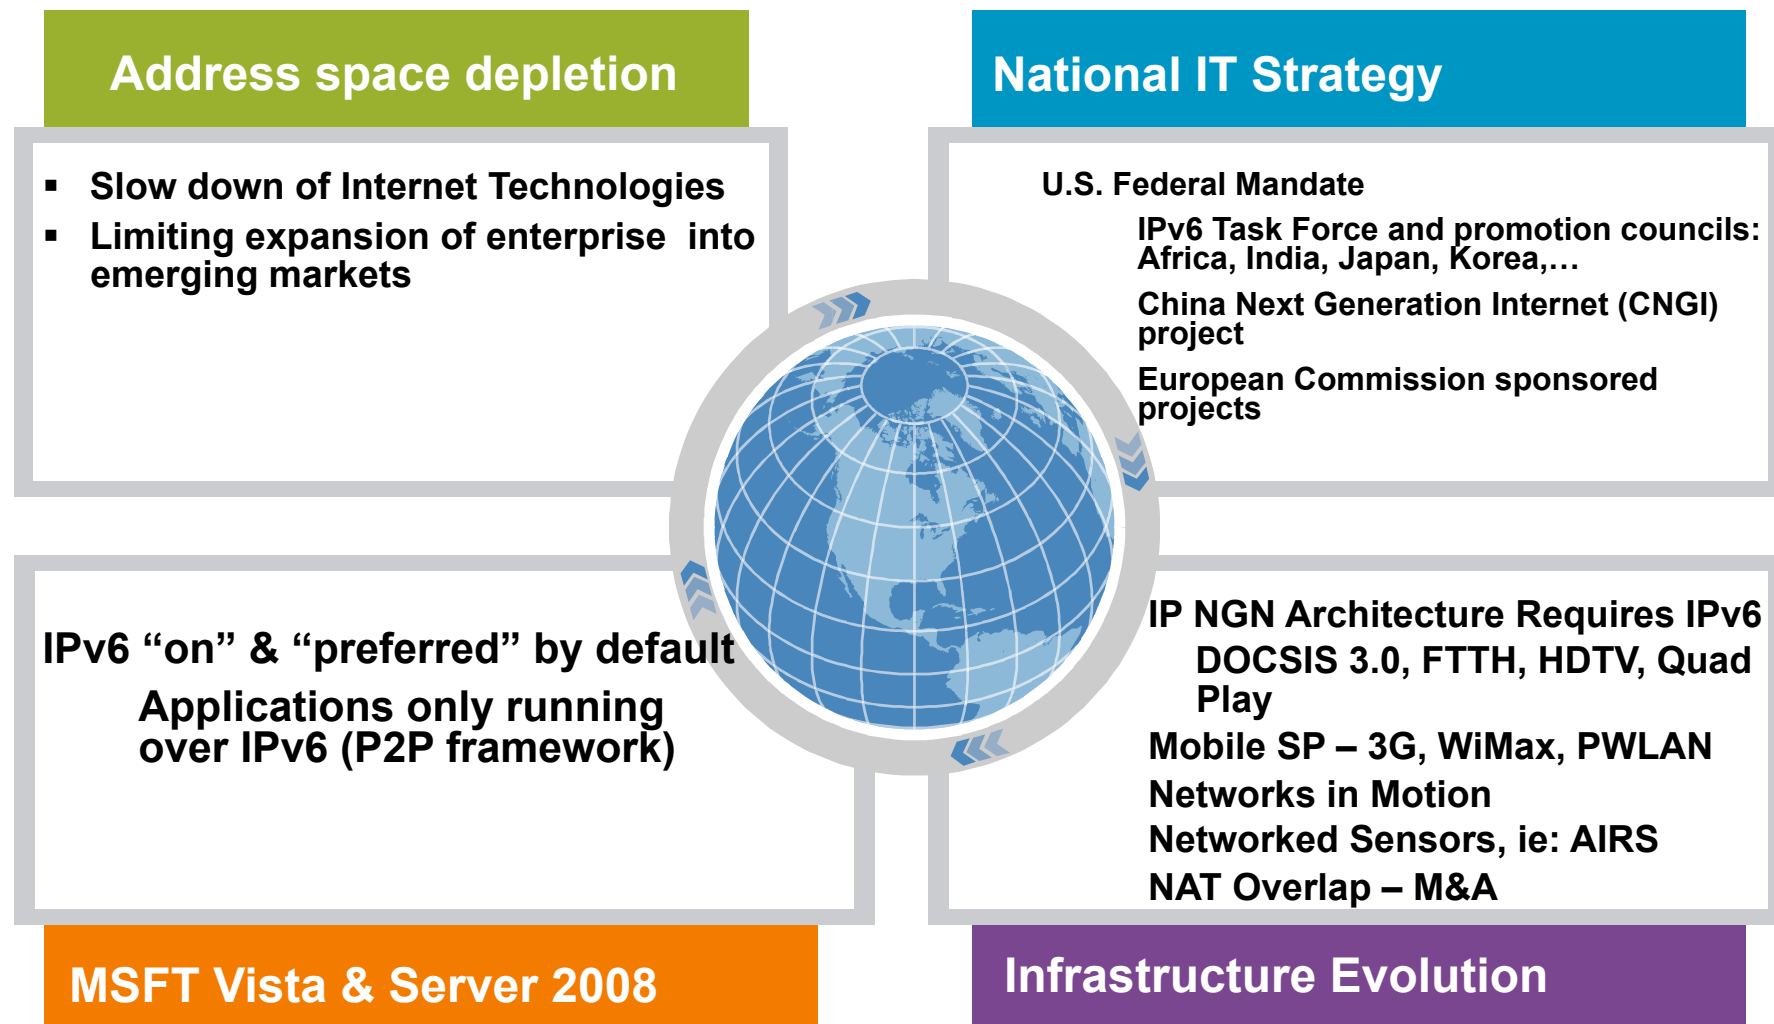 Address space depletion
▪ Slow down of Internet Technologies
▪ Limiting expansion of enterprise  into
emerging markets
National IT Strategy
U.S. Federal Mandate
IPv6 Task Force and promotion councils:
Africa, India, Japan, Korea,…
China Next Generation Internet (CNGI)
project
European Commission sponsored
projects
IPv6 “on” & “preferred” by default
Applications only running
over IPv6 (P2P framework)
MSFT Vista & Server 2008
IP NGN Architecture Requires IPv6
DOCSIS 3.0, FTTH, HDTV, Quad
Play
Mobile SP – 3G, WiMax, PWLAN
Networks in Motion
Networked Sensors, ie: AIRS
NAT Overlap – M&A
Infrastructure Evolution